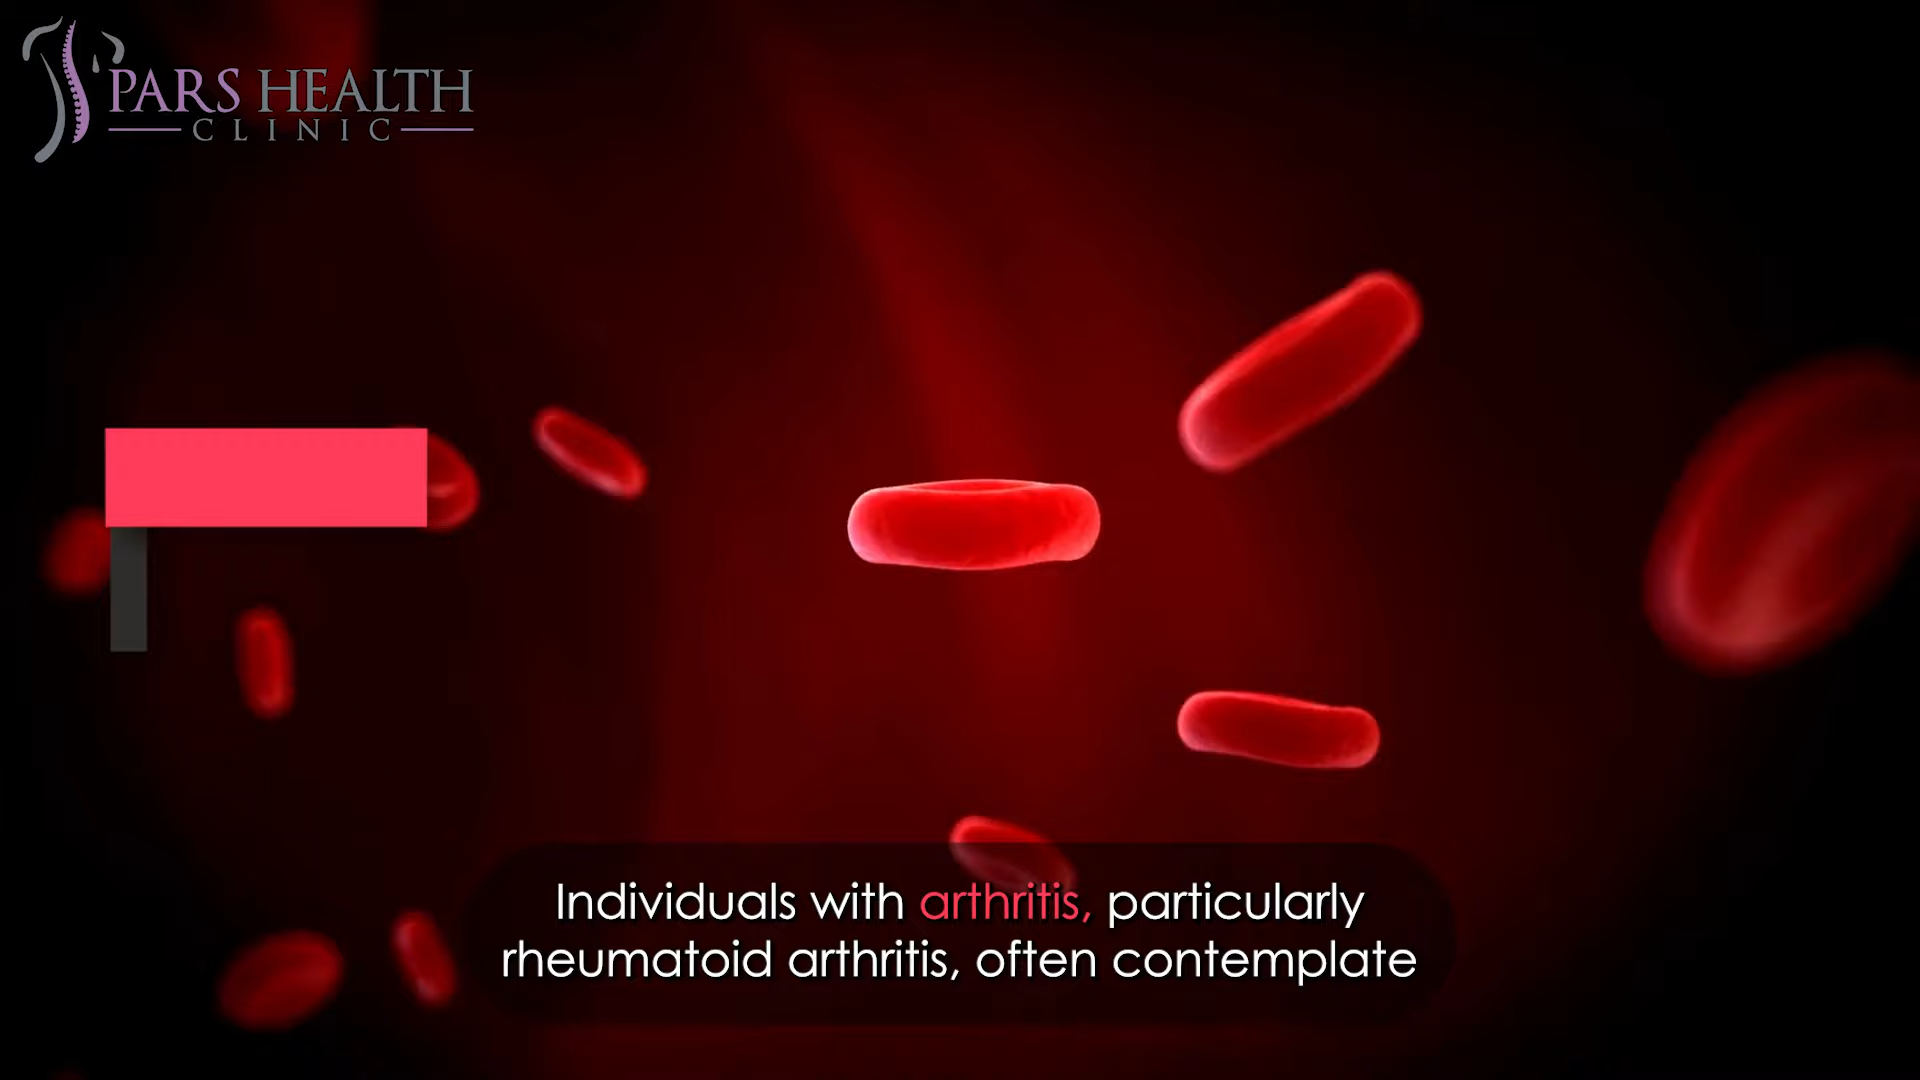 PARS HEALTH
CLINIC
Individuals with arthritis, particularly
rheumatoid arthritis, often contemplate